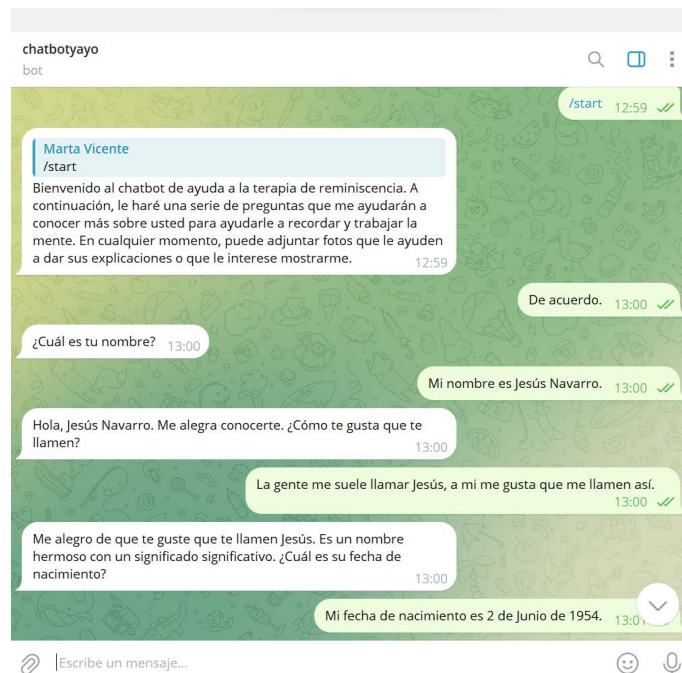 chatbotyayo
bot
/start 12:59
Marta Vicente
/start
Bienvenido al chatbot de ayuda a la terapia de reminiscencia. A
continuación, le haré una serie de preguntas que me ayudarán a
conocer más sobre usted para ayudarle a recordar y trabajar la
mente. En cualquier momento, puede adjuntar fotos que le ayuden
a dar sus explicaciones o que le interese mostrarme. 12:59
De acuerdo. 13:00
¿Cuál es tu nombre? 13:00
Mi nombre es Jesús Navarro. 13:00
Hola, Jesús Navarro. Me alegra conocerte. ¿Cómo te gusta que te
llamen? 13:00
La gente me suele llamar Jesús, a mi me gusta que me llamen así.
13:00
Me alegro de que te guste que te llamen Jesús. Es un nombre
hermoso con un significado significativo. ¿Cuál es su fecha de
nacimiento? 13:00
Mi fecha de nacimiento es 2 de Junio de 1954. 13:01
Escribe un mensaje...